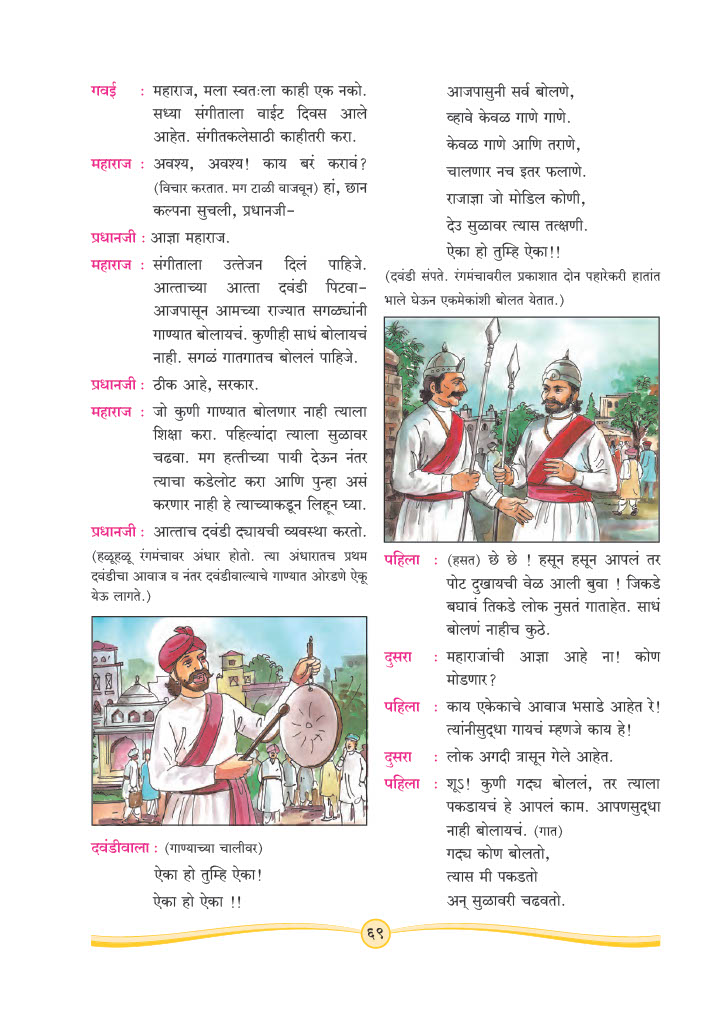 गवई : महाराज, मला स्वतःला काही एक नको.
सध्या संगीताला वाईट दिवस आले
आहेत. संगीतकलेसाठी काहीतरी करा.
महाराज : अवश्य, अवश्य! काय बरं करावं?
(विचार करतात. मग टाळी वाजवून) हां, छान
कल्पना सुचली, प्रधानजी-
प्रधानजी : आज्ञा महाराज.
महाराज : संगीताला उत्तेजन दिलं पाहिजे.
आत्ताच्या आत्ता दवंडी पिटवा-
आजपासून आमच्या राज्यात सगळ्यांनी
गाण्यात बोलायचं. कुणीही साधं बोलायचं
नाही. सगळं गातगातच बोललं पाहिजे.
प्रधानजी : ठीक आहे, सरकार.
महाराज : जो कुणी गाण्यात बोलणार नाही त्याला
शिक्षा करा. पहिल्यांदा त्याला सुळावर
चढवा. मग हत्तीच्या पायी देऊन नंतर
त्याचा कडेलोट करा आणि पुन्हा असं
करणार नाही हे त्याच्याकडून लिहून घ्या.
प्रधानजी : आत्ताच दवंडी द्यायची व्यवस्था करतो.
(हळूहळू रंगमंचावर अंधार होतो. त्या अंधारातच प्रथम
दवंडीचा आवाज व नंतर दवंडीवाल्याचे गाण्यात ओरडणे ऐकू
येऊ लागते.)
दवंडीवाला : (गाण्याच्या चालीवर)
ऐका हो तुम्हि ऐका!
ऐका हो ऐका !!
आजपासुनी सर्व बोलणे,
व्हावे केवळ गाणे गाणे.
केवळ गाणे आणि तराणे,
चालणार नच इतर फलाणे.
राजाज्ञा जो मोडिल कोणी,
देउ सुळावर त्यास तत्क्षणी.
ऐका हो तुम्हि ऐका!!
(दवंडी संपते. रंगमंचावरील प्रकाशात दोन पहारेकरी हातांत
भाले घेऊन एकमेकांशी बोलत येतात.)
पहिला : (हसत) छे छे ! हसून हसून आपलं तर
पोट दुखायची वेळ आली बुवा ! जिकडे
बघावं तिकडे लोक नुसतं गाताहेत. साधं
बोलणं नाहीच कुठे.
दुसरा : महाराजांची आज्ञा आहे ना! कोण
मोडणार?
पहिला : काय एकेकाचे आवाज भसाडे आहेत रे!
त्यांनीसुद्धा गायचं म्हणजे काय हे!
दुसरा : लोक अगदी त्रासून गेले आहेत.
पहिला : शूऽ! कुणी गद्य बोललं, तर त्याला
पकडायचं हे आपलं काम. आपणसुद्धा
नाही बोलायचं. (गात)
गद्य कोण बोलतो,
त्यास मी पकडतो
अन् सुळावरी चढवतो.
६९